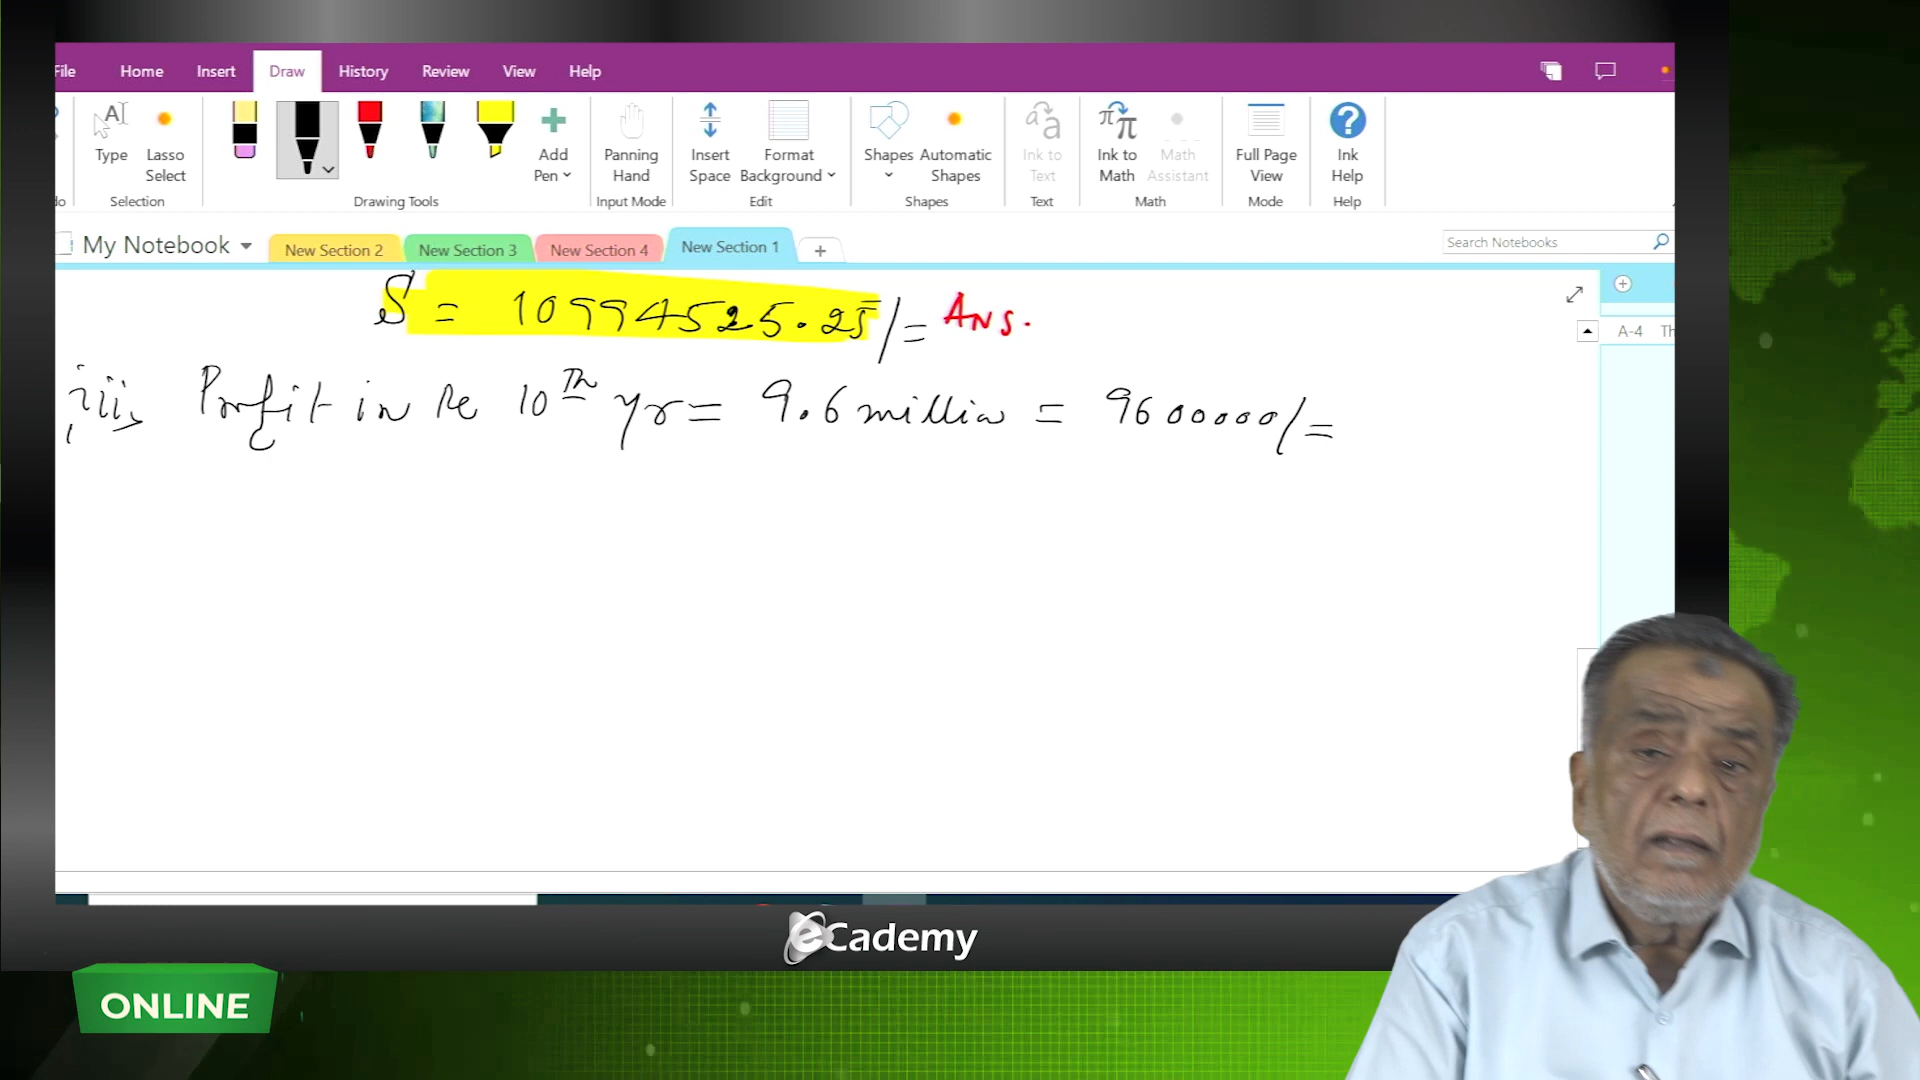 File Home Insert Draw History Review View Help
Type Lasso Select Add Pen Panning Hand Insert Space Format Background Shapes Automatic Shapes Ink to Text Ink to Math Math Assistant Full Page View Ink Help
Selection Drawing Tools Input Mode Edit Shapes Text Math Mode Help
My Notebook New Section 2 New Section 3 New Section 4 New Section 1 + Search Notebooks
S = 10994525.25/= Ans.
A-4 Th
iii, Profit in the 10th yr = 9.6 million = 9600000/=
eCademy
ONLINE